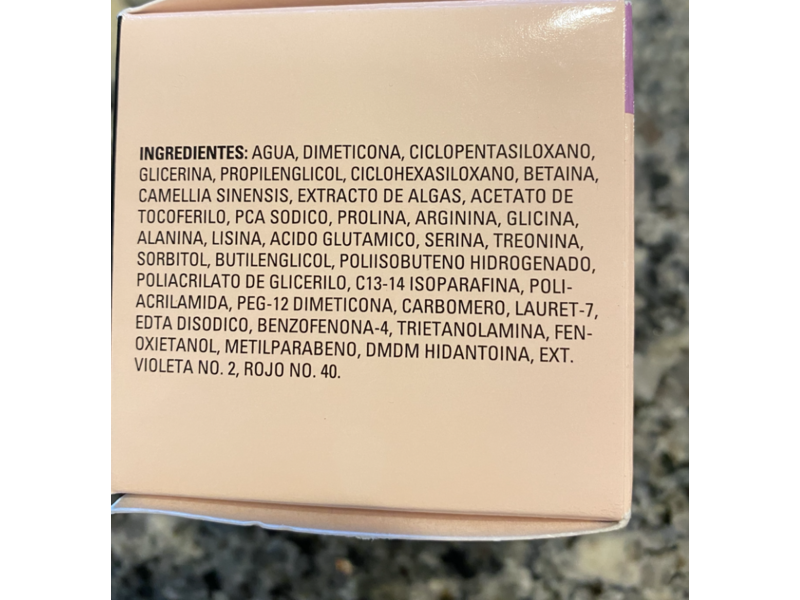 INGREDIENTES: AGUA, DIMETICONA, CICLOPENTASILOXANO,
GLICERINA, PROPILENGLICOL, CICLOHEXASILOXANO, BETAINA,
CAMELLIA SINENSIS, EXTRACTO DE ALGAS, ACETATO DE
TOCOFERILO, PCA SODICO, PROLINA, ARGININA, GLICINA,
ALANINA, LISINA, ACIDO GLUTAMICO, SERINA, TREONINA,
SORBITOL, BUTILENGLICOL, POLIISOBUTENO HIDROGENADO,
POLIACRILATO DE GLICERILO, C13-14 ISOPARAFINA, POLI-
ACRILAMIDA, PEG-12 DIMETICONA, CARBOMERO, LAURET-7,
EDTA DISODICO, BENZOFENONA-4, TRIETANOLAMINA, FEN-
OXIETANOL, METILPARABENO, DMDM HIDANTOINA, EXT.
VIOLETA NO. 2, ROJO NO. 40.